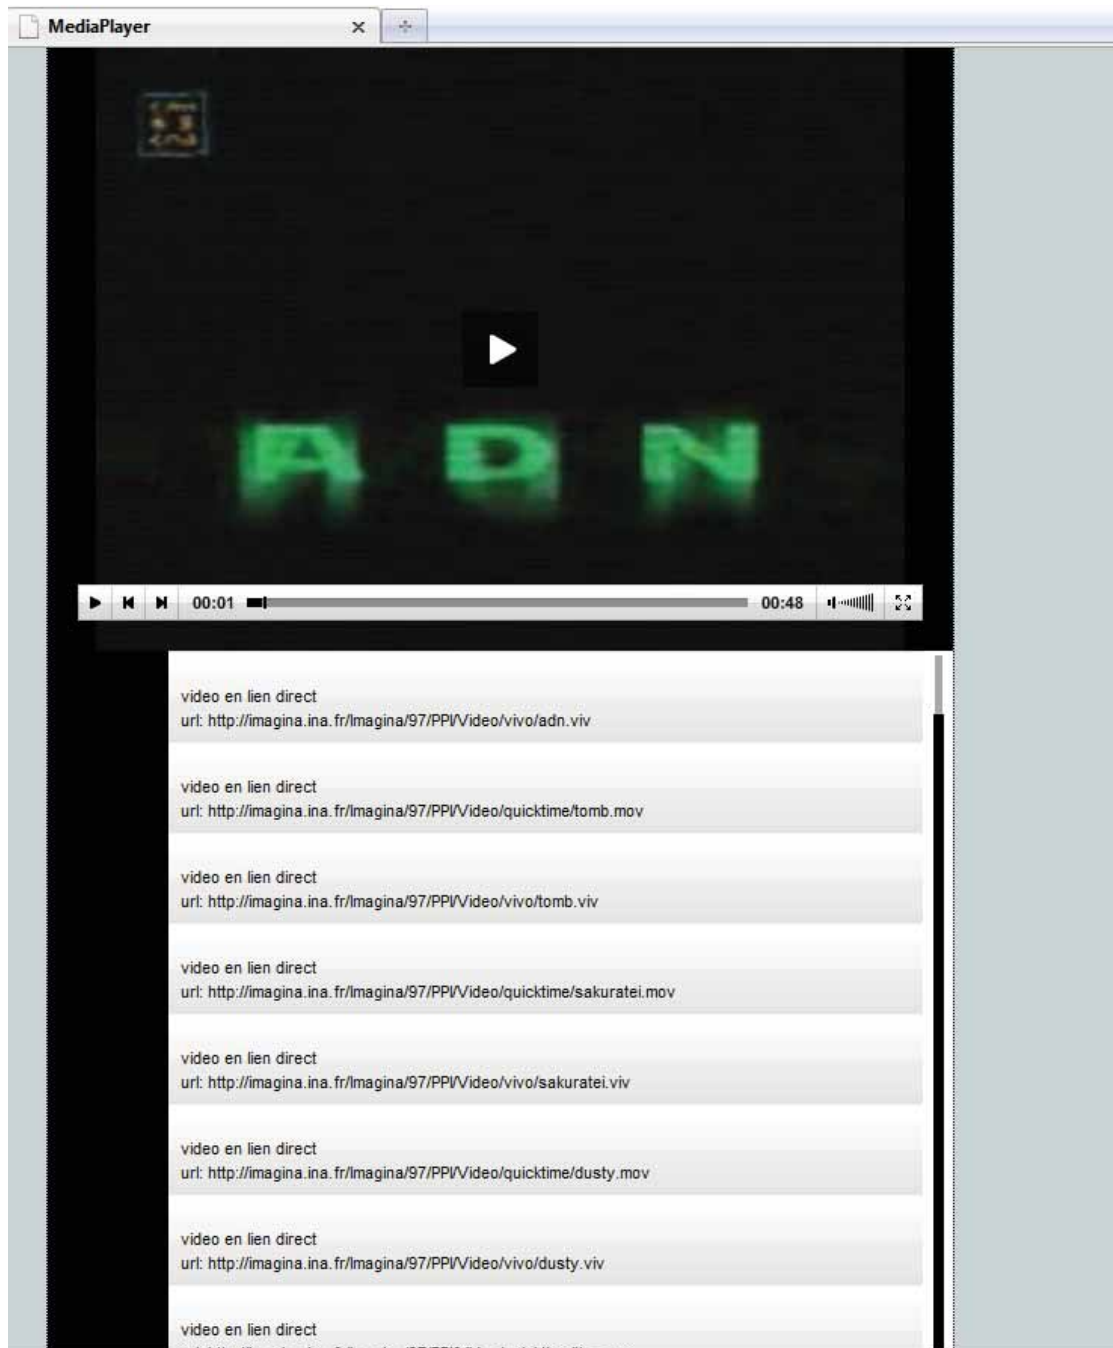 MediaPlayer
A D N
00:01 00:48
video en lien direct
url: http://imagina.ina.fr/Imagina/97/PPI/Video/vivo/adn.viv
video en lien direct
url: http://imagina.ina.fr/Imagina/97/PPI/Video/quicktime/tomb.mov
video en lien direct
url: http://imagina.ina.fr/Imagina/97/PPI/Video/vivo/tomb.viv
video en lien direct
url: http://imagina.ina.fr/Imagina/97/PPI/Video/quicktime/sakuratei.mov
video en lien direct
url: http://imagina.ina.fr/Imagina/97/PPI/Video/vivo/sakuratei.viv
video en lien direct
url: http://imagina.ina.fr/Imagina/97/PPI/Video/quicktime/dusty.mov
video en lien direct
url: http://imagina.ina.fr/Imagina/97/PPI/Video/vivo/dusty.viv
video en lien direct